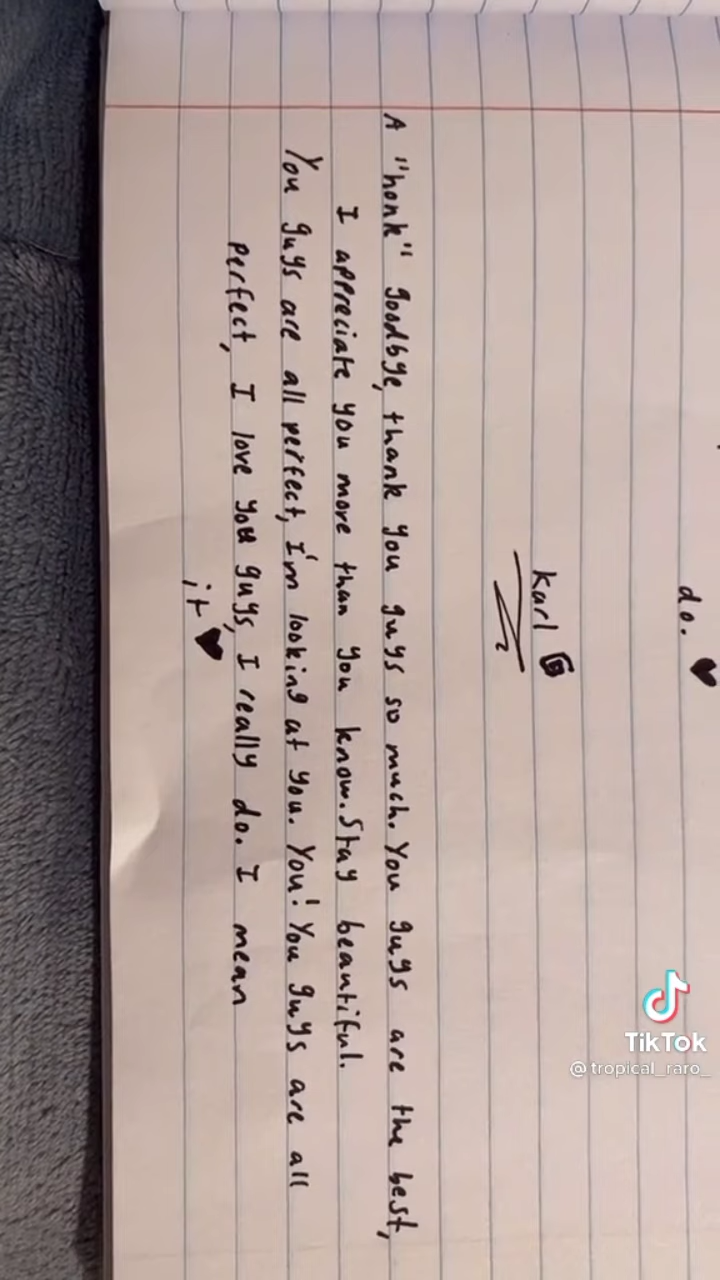 do. ♥
Karl
A "honk" goodbye, thank you guys so much. You guys are the best,
I appreciate you more than you know. Stay beautiful.
You guys are all perfect, I'm looking at you. You! You guys are all
perfect, I love you guys, I really do. I mean
it ♥
TikTok
@tropical_raro_